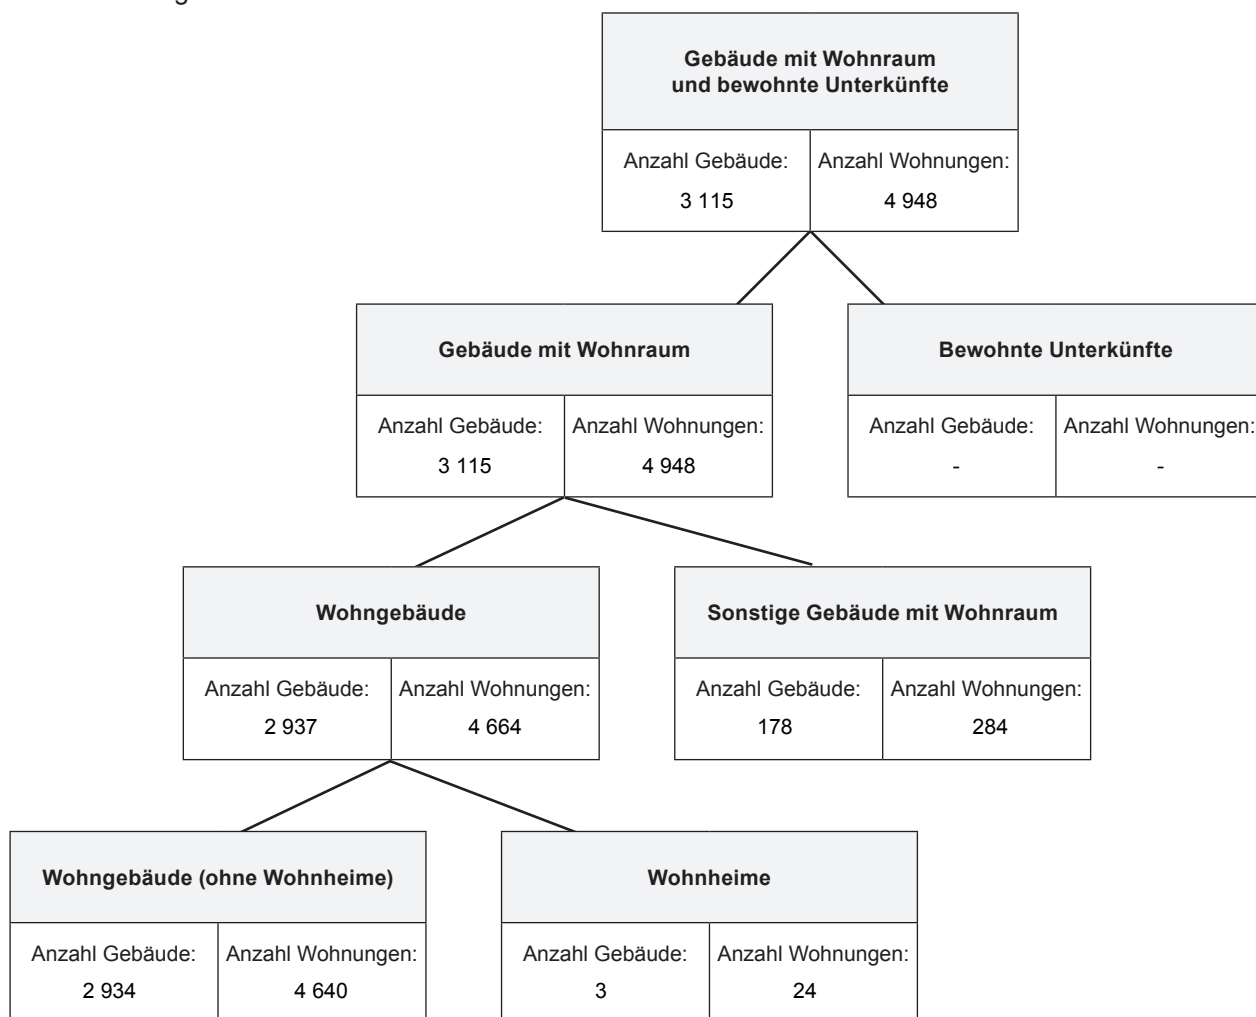 Gebäude mit Wohnraum
und bewohnte Unterkünfte
Anzahl Gebäude: Anzahl Wohnungen:
3 115 4 948
Gebäude mit Wohnraum Bewohnte Unterkünfte
Anzahl Gebäude: Anzahl Wohnungen: Anzahl Gebäude: Anzahl Wohnungen:
3 115 4 948 - -
Wohngebäude Sonstige Gebäude mit Wohnraum
Anzahl Gebäude: Anzahl Wohnungen: Anzahl Gebäude: Anzahl Wohnungen:
2 937 4 664 178 284
Wohngebäude (ohne Wohnheime) Wohnheime
Anzahl Gebäude: Anzahl Wohnungen: Anzahl Gebäude: Anzahl Wohnungen:
2 934 4 640 3 24